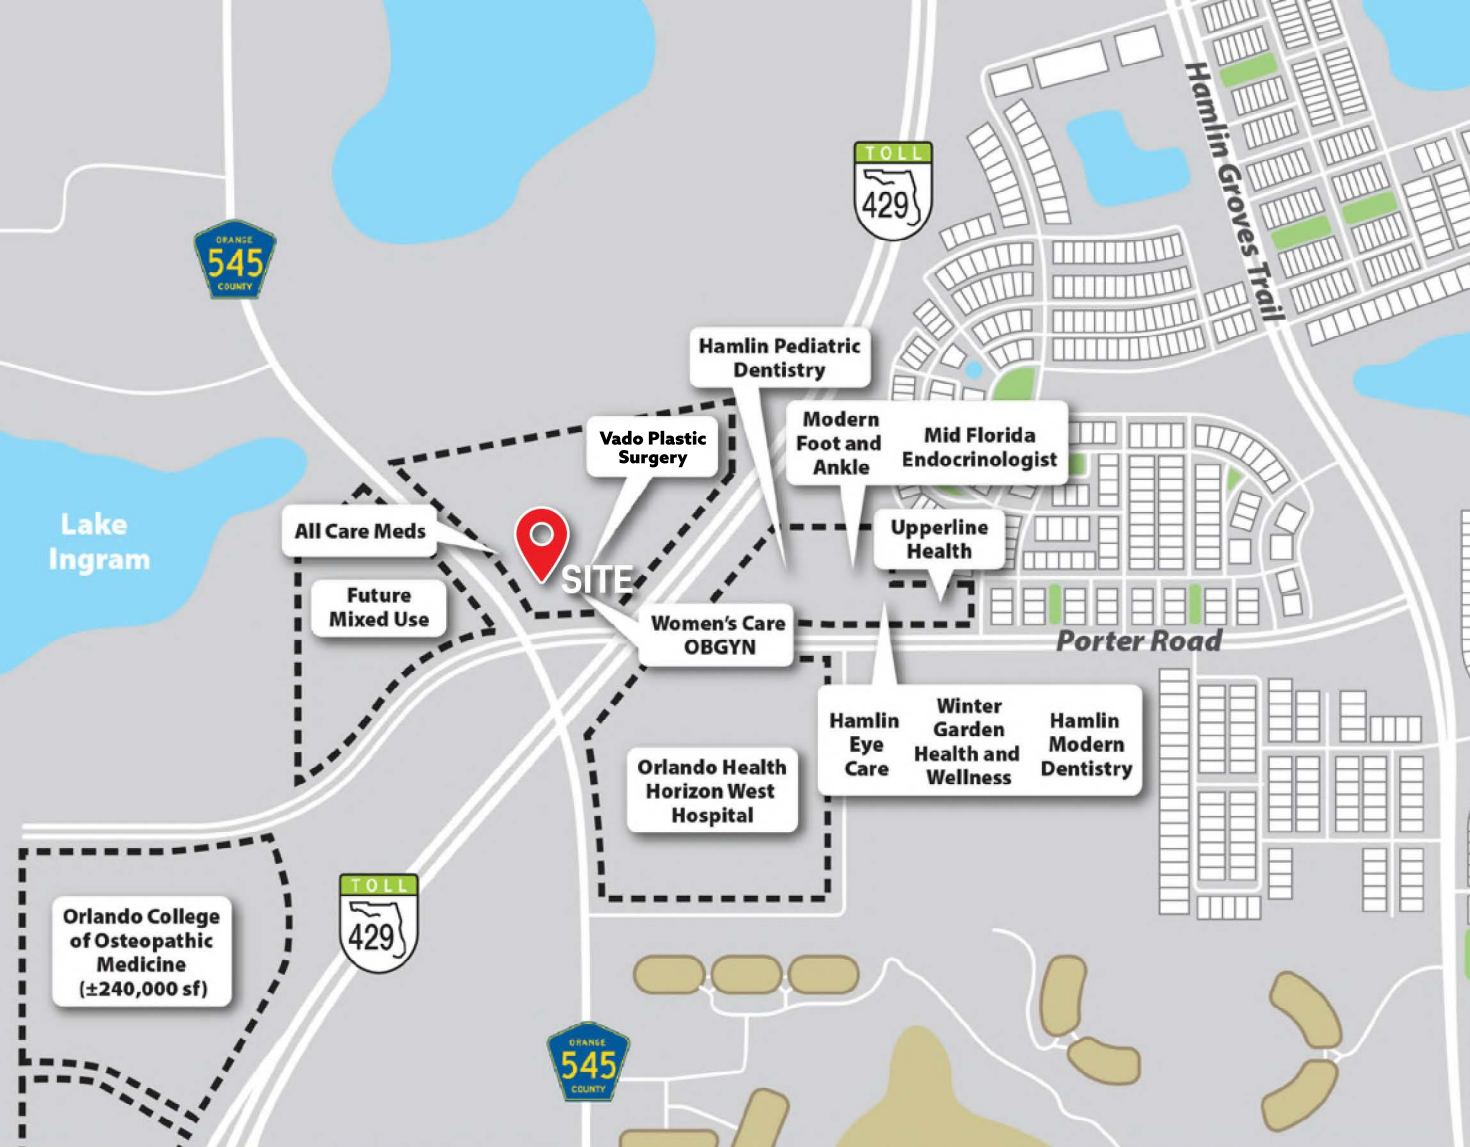 Hamlin Groves Trail
TOLL
429
ORANGE
545
COUNTY
Hamlin Pediatric
Dentistry
Vado Plastic
Surgery
Modern
Foot and
Ankle
Mid Florida
Endocrinologist
Lake
Ingram
All Care Meds
Upperline
Health
SITE
Future
Mixed Use
Women's Care
OBGYN
Porter Road
Hamlin
Eye
Care
Winter
Garden
Health and
Wellness
Hamlin
Modern
Dentistry
Orlando Health
Horizon West
Hospital
TOLL
429
Orlando College
of Osteopathic
Medicine
(±240,000 sf)
ORANGE
545
COUNTY